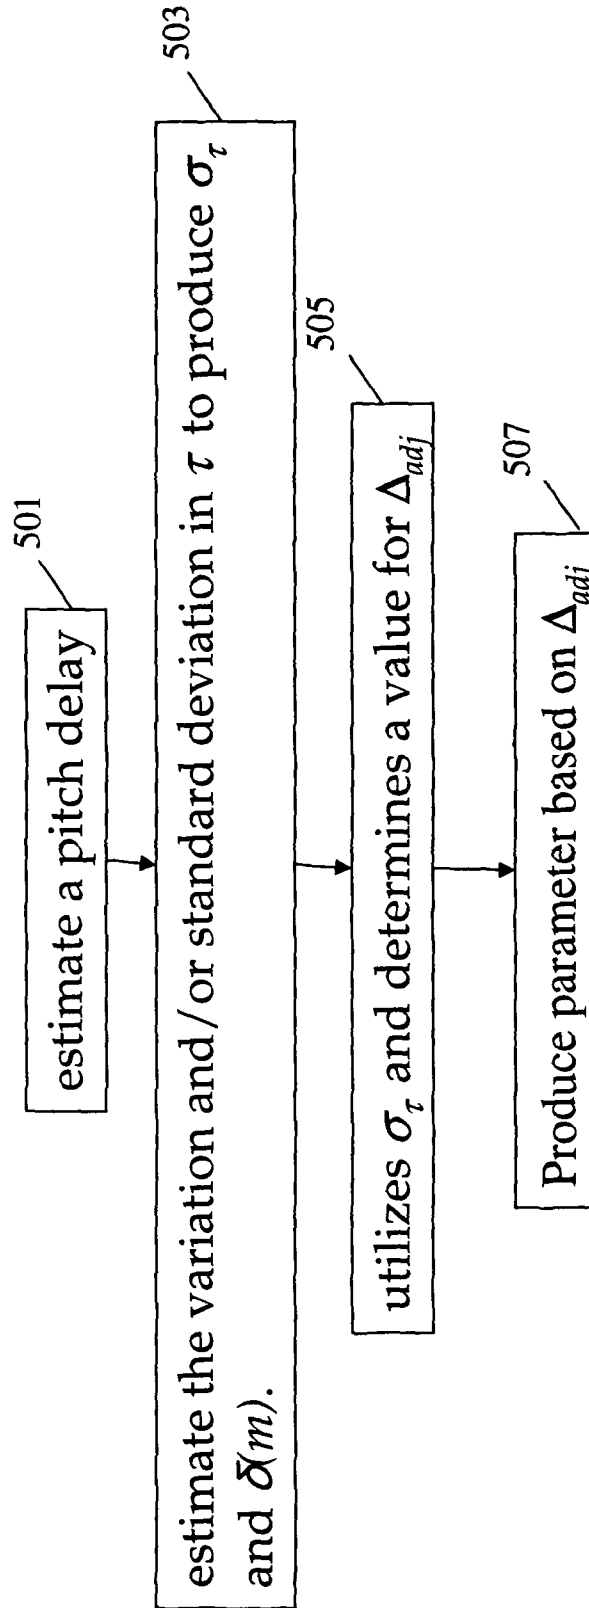 501
estimate a pitch delay
503
estimate the variation and/or standard deviation in τ to produce σ_τ
and δ(m).
505
utilizes σ_τ and determines a value for Δ_adj
507
Produce parameter based on Δ_adj